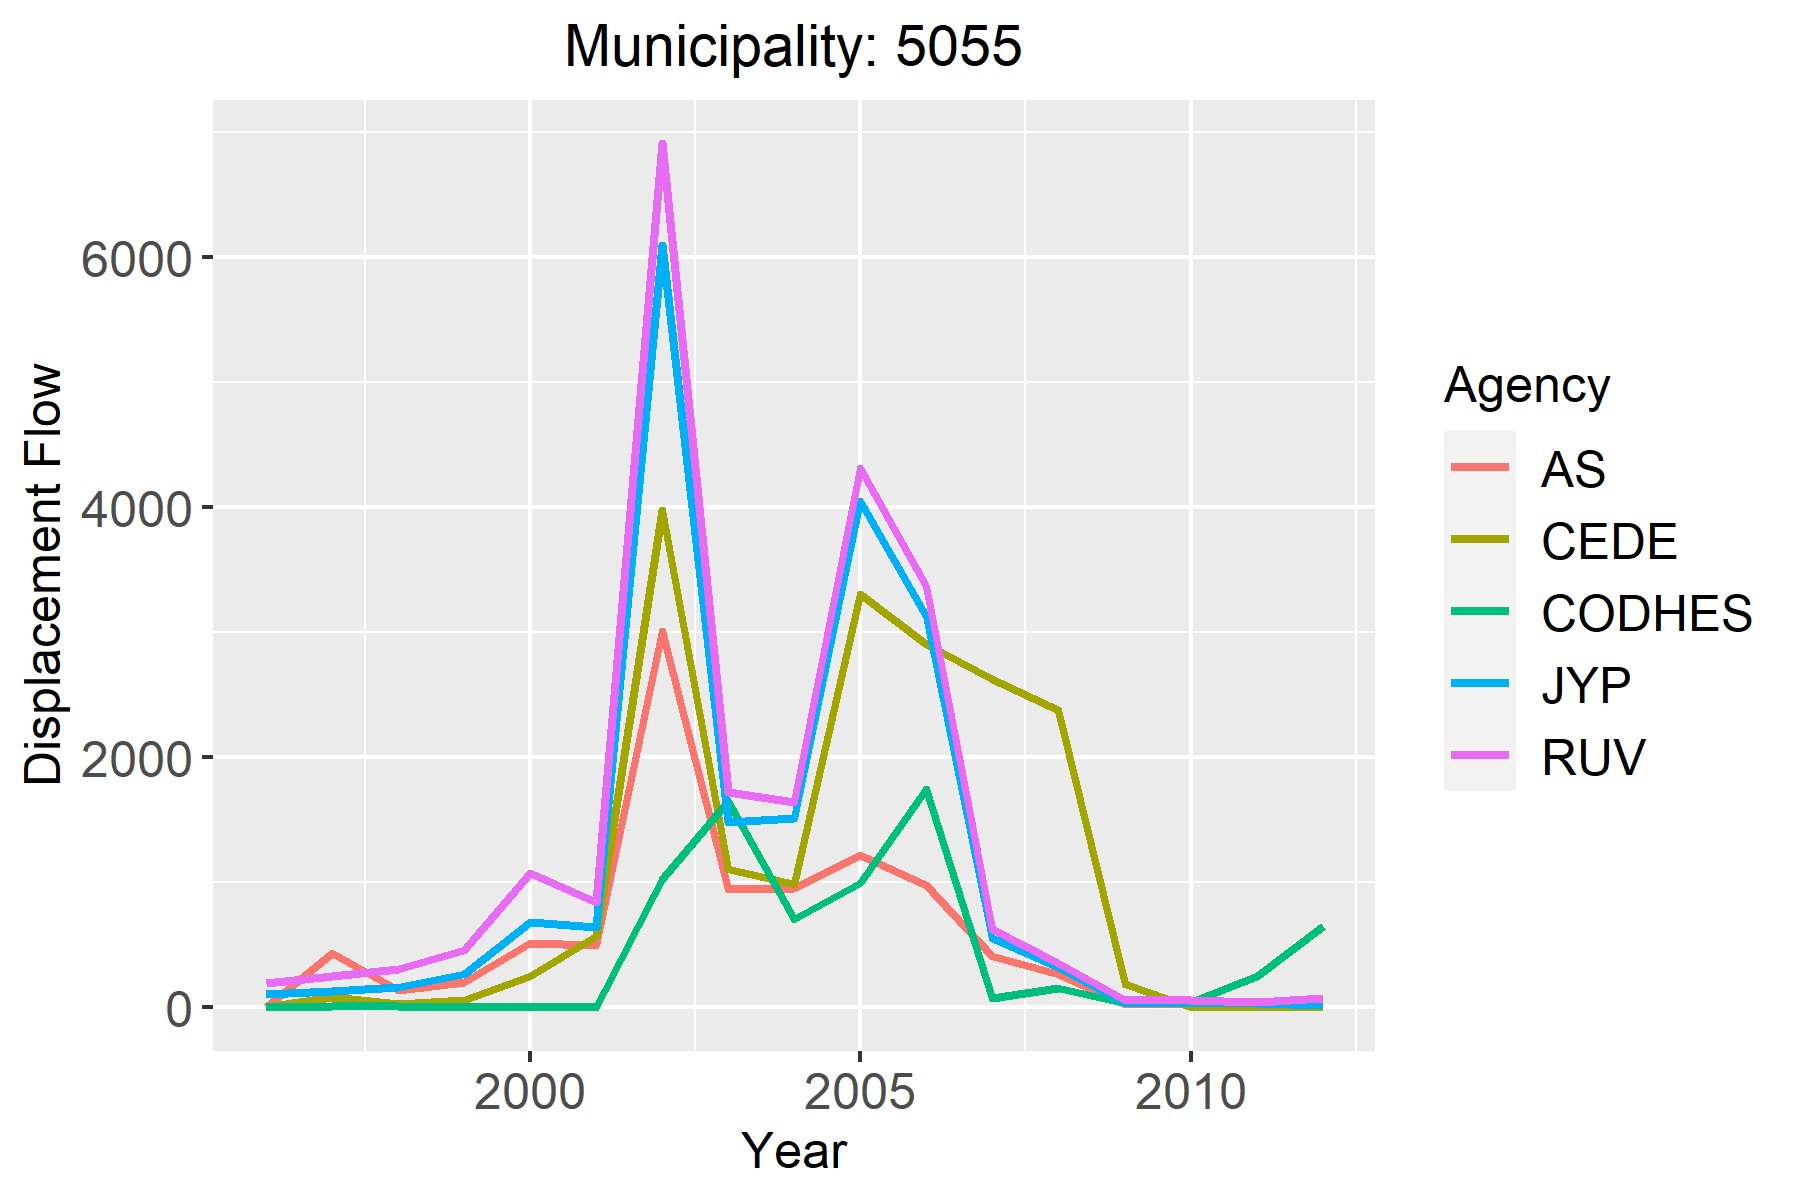 Municipality: 5055
Displacement Flow
6000
4000
2000
0
2000 2005 2010
Year
Agency
AS
CEDE
CODHES
JYP
RUV